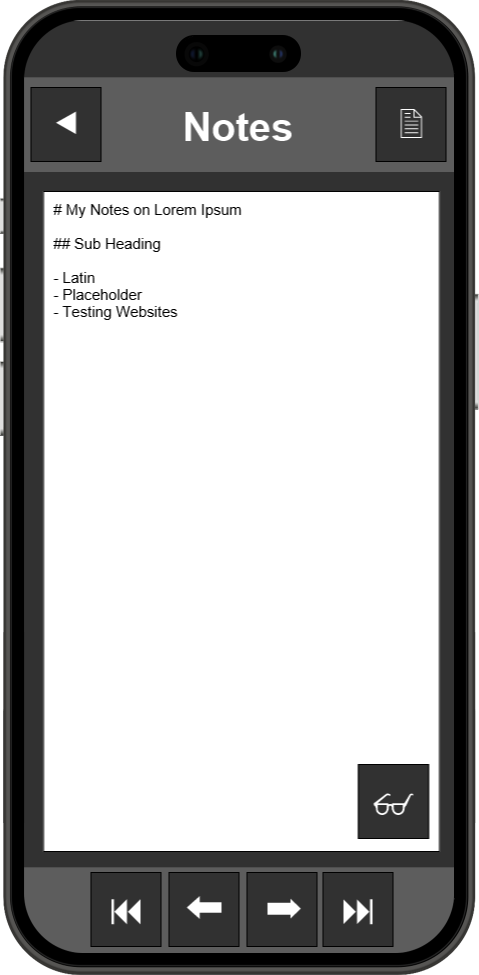 Notes
# My Notes on Lorem Ipsum
## Sub Heading
- Latin
- Placeholder
- Testing Websites